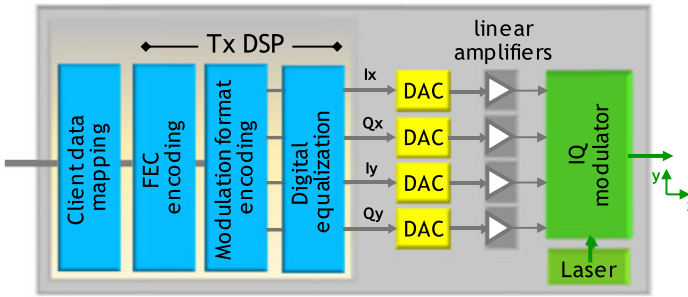 linear
amplifiers
Tx DSP
Client data
mapping
FEC
encoding
Modulation format
encoding
Digital
equalization
Ix
DAC
Qx
DAC
Iy
DAC
Qy
DAC
IQ
modulator
y
Laser